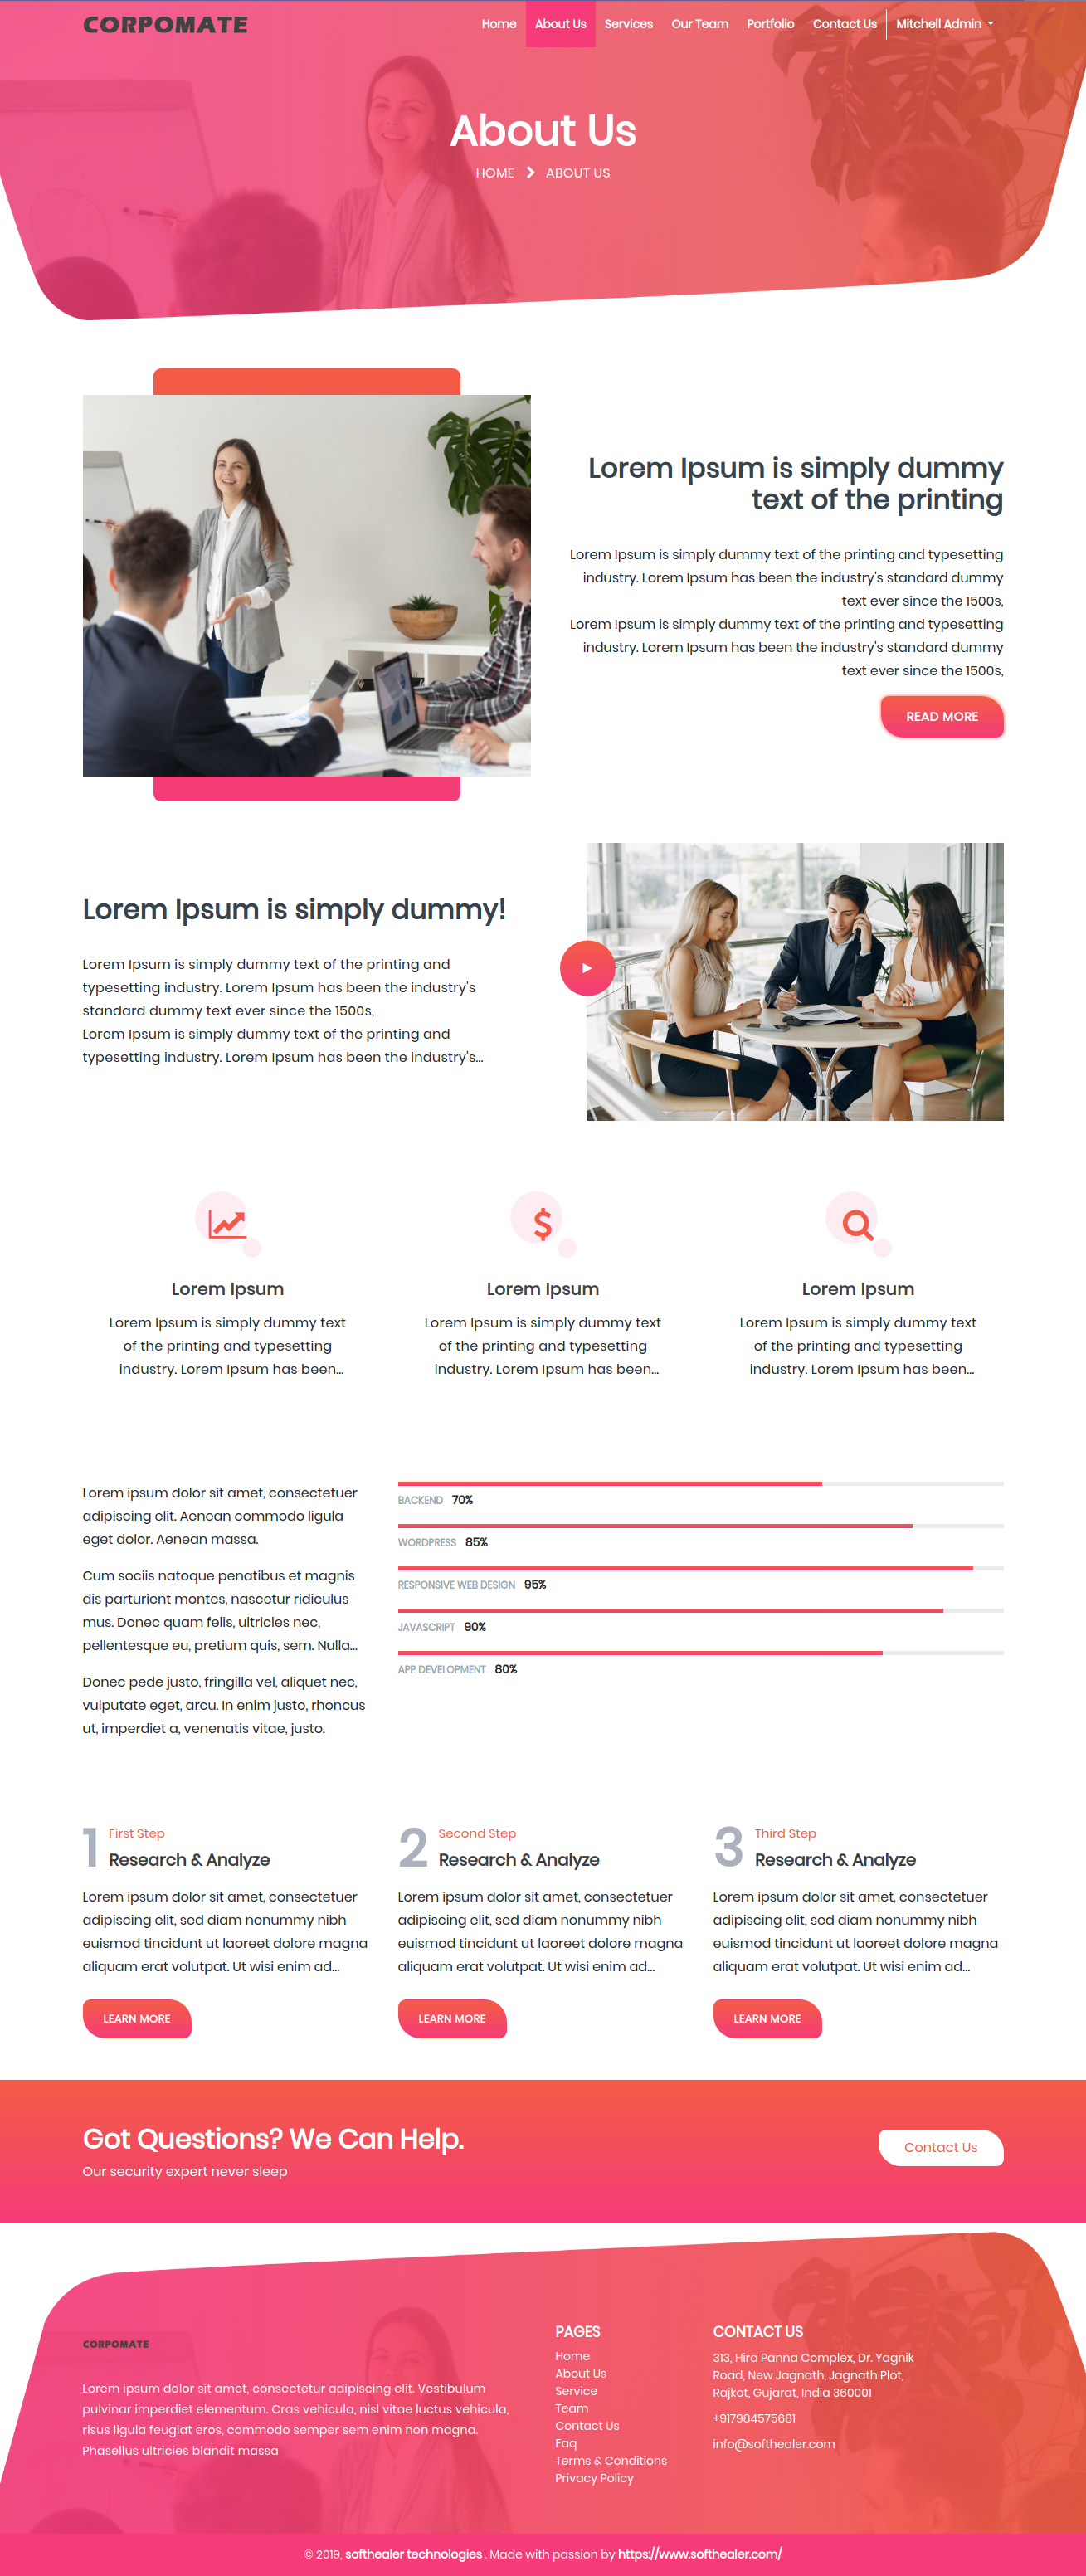 CORPOMATE
Home About Us Services Our Team Portfolio Contact Us Mitchell Admin
About Us
HOME ABOUT US
Lorem Ipsum is simply dummy
text of the printing
Lorem Ipsum is simply dummy text of the printing and typesetting
industry. Lorem Ipsum has been the industry's standard dummy
text ever since the 1500s,
Lorem Ipsum is simply dummy text of the printing and typesetting
industry. Lorem Ipsum has been the industry's standard dummy
text ever since the 1500s,
READ MORE
Lorem Ipsum is simply dummy!
Lorem Ipsum is simply dummy text of the printing and
typesetting industry. Lorem Ipsum has been the industry's
standard dummy text ever since the 1500s,
Lorem Ipsum is simply dummy text of the printing and
typesetting industry. Lorem Ipsum has been the industry's...
Lorem Ipsum
Lorem Ipsum is simply dummy text
of the printing and typesetting
industry. Lorem Ipsum has been...
Lorem Ipsum
Lorem Ipsum is simply dummy text
of the printing and typesetting
industry. Lorem Ipsum has been...
Lorem Ipsum
Lorem Ipsum is simply dummy text
of the printing and typesetting
industry. Lorem Ipsum has been...
Lorem ipsum dolor sit amet, consectetuer
adipiscing elit. Aenean commodo ligula
eget dolor. Aenean massa.
Cum sociis natoque penatibus et magnis
dis parturient montes, nascetur ridiculus
mus. Donec quam felis, ultricies nec,
pellentesque eu, pretium quis, sem. Nulla...
Donec pede justo, fringilla vel, aliquet nec,
vulputate eget, arcu. In enim justo, rhoncus
ut, imperdiet a, venenatis vitae, justo.
BACKEND 70%
WORDPRESS 85%
RESPONSIVE WEB DESIGN 95%
JAVASCRIPT 90%
APP DEVELOPMENT 80%
1 First Step
Research & Analyze
Lorem ipsum dolor sit amet, consectetuer
adipiscing elit, sed diam nonummy nibh
euismod tincidunt ut laoreet dolore magna
aliquam erat volutpat. Ut wisi enim ad...
LEARN MORE
2 Second Step
Research & Analyze
Lorem ipsum dolor sit amet, consectetuer
adipiscing elit, sed diam nonummy nibh
euismod tincidunt ut laoreet dolore magna
aliquam erat volutpat. Ut wisi enim ad...
LEARN MORE
3 Third Step
Research & Analyze
Lorem ipsum dolor sit amet, consectetuer
adipiscing elit, sed diam nonummy nibh
euismod tincidunt ut laoreet dolore magna
aliquam erat volutpat. Ut wisi enim ad...
LEARN MORE
Got Questions? We Can Help.
Our security expert never sleep
Contact Us
CORPOMATE
Lorem ipsum dolor sit amet, consectetur adipiscing elit. Vestibulum
pulvinar imperdiet elementum. Cras vehicula, nisl vitae luctus vehicula,
risus ligula feugiat eros, commodo semper sem enim non magna.
Phasellus ultricies blandit massa
PAGES
Home
About Us
Service
Team
Contact Us
Faq
Terms & Conditions
Privacy Policy
CONTACT US
313, Hira Panna Complex, Dr. Yagnik
Road, New Jagnath, Jagnath Plot,
Rajkot, Gujarat, India 360001
+917984575681
info@softhealer.com
© 2019, softhealer technologies . Made with passion by https://www.softhealer.com/